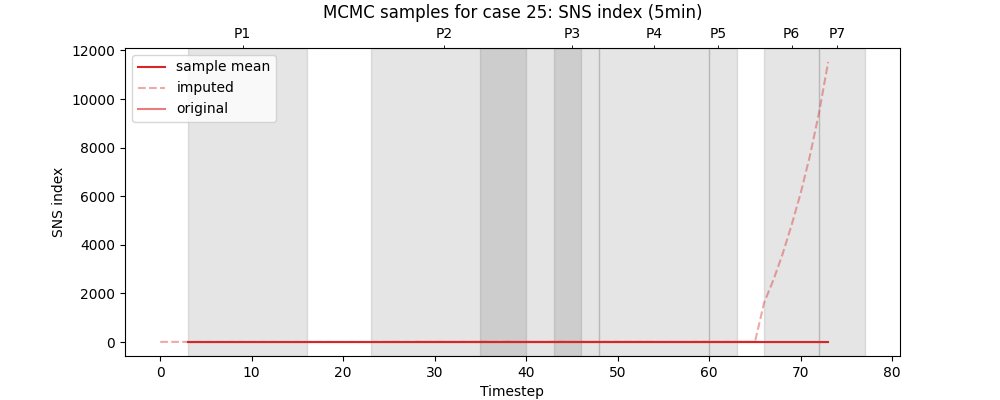 MCMC samples for case 25: SNS index (5min)
P1 P2 P3 P4 P5 P6 P7
sample mean
imputed
original
SNS index
12000
10000
8000
6000
4000
2000
0
0 10 20 30 40 50 60 70 80
Timestep